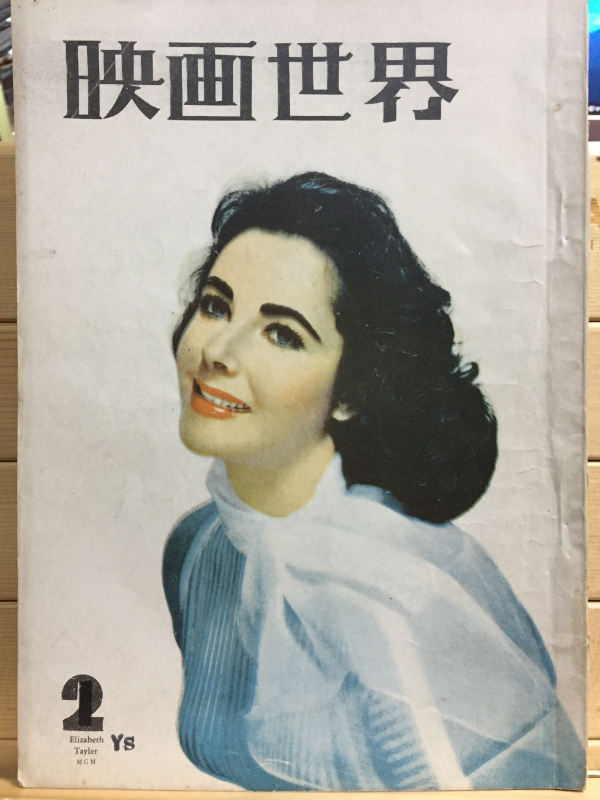 映画世界
2
Elizabeth
Tayler
MGM
YS